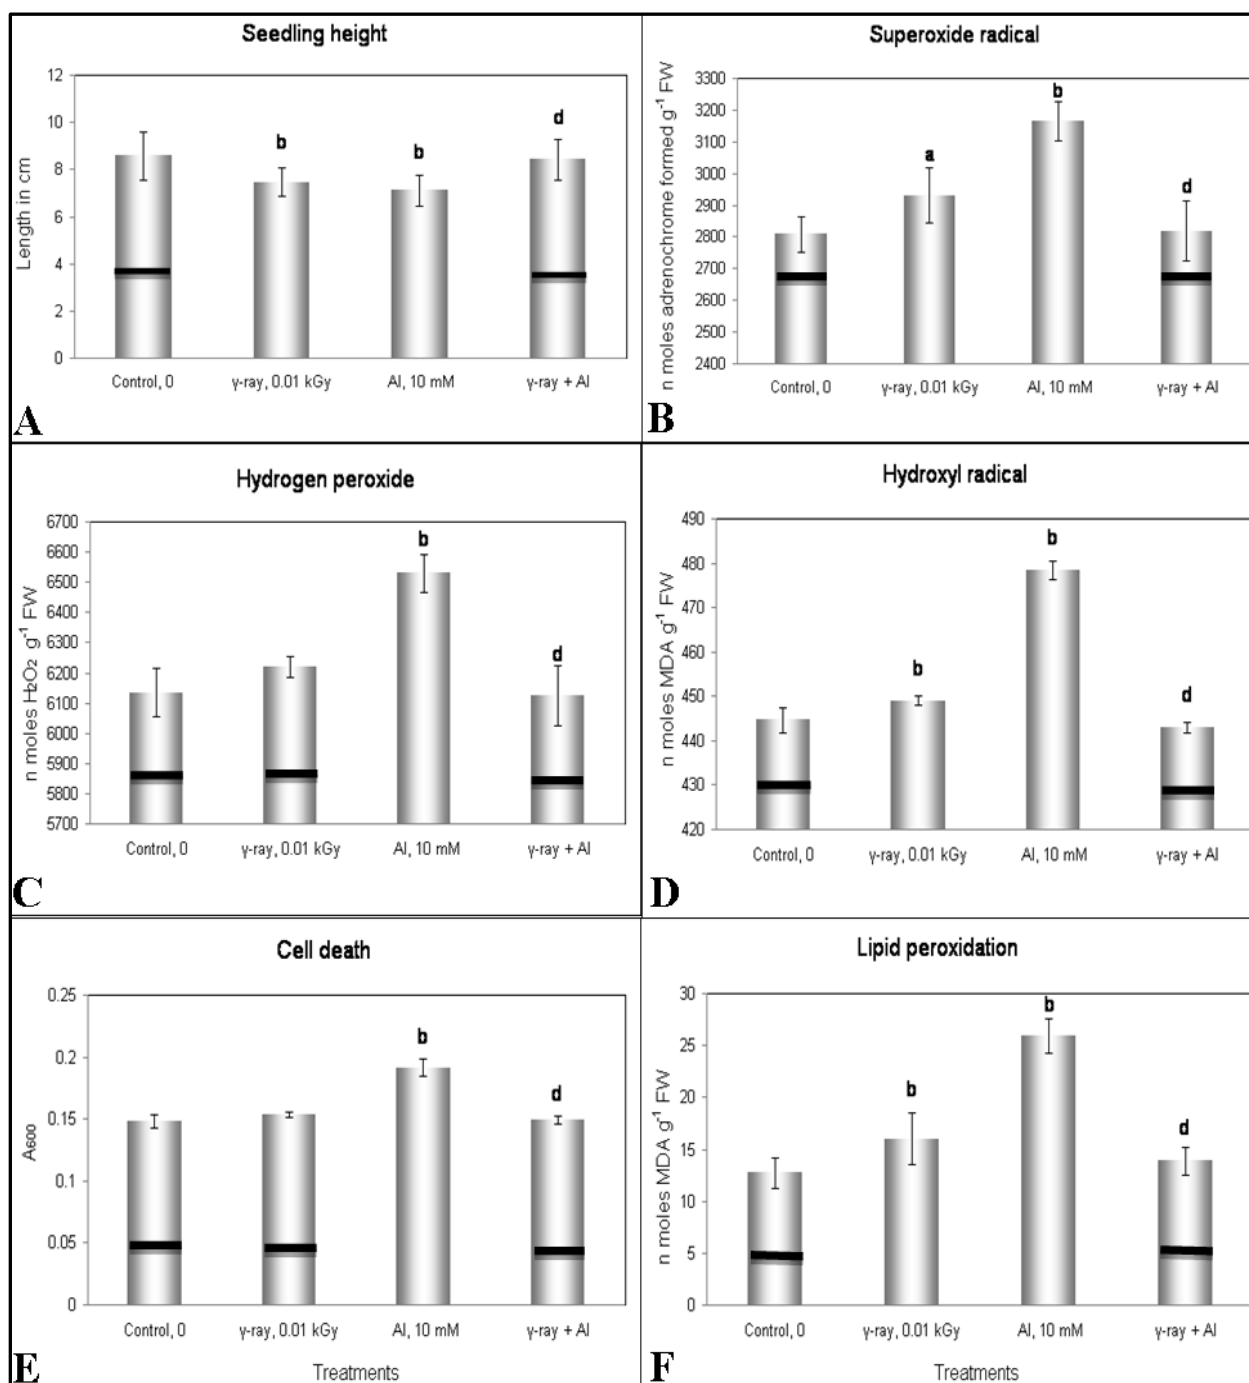 Seedling height
Length in cm
12
10
8
6
4
2
0
b
b
d
Control, 0
γ-ray, 0.01 kGy
Al, 10 mM
γ-ray + Al
A
Superoxide radical
n moles adrenochrome formed g⁻¹ FW
3300
3200
3100
3000
2900
2800
2700
2600
2500
2400
a
b
d
Control, 0
γ-ray, 0.01 kGy
Al, 10 mM
γ-ray + Al
B
Hydrogen peroxide
n moles H₂O₂ g⁻¹ FW
6700
6600
6500
6400
6300
6200
6100
6000
5900
5800
5700
b
d
Control, 0
γ-ray, 0.01 kGy
Al, 10 mM
γ-ray + Al
C
Hydroxyl radical
n moles MDA g⁻¹ FW
490
480
470
460
450
440
430
420
b
b
d
Control, 0
γ-ray, 0.01 kGy
Al, 10 mM
γ-ray + Al
D
Cell death
A₆₀₀
0.25
0.2
0.15
0.1
0.05
0
b
d
Control, 0
γ-ray, 0.01 kGy
Al, 10 mM
γ-ray + Al
Treatments
E
Lipid peroxidation
n moles MDA g⁻¹ FW
30
25
20
15
10
5
0
b
b
d
Control, 0
γ-ray, 0.01 kGy
Al, 10 mM
γ-ray + Al
Treatments
F